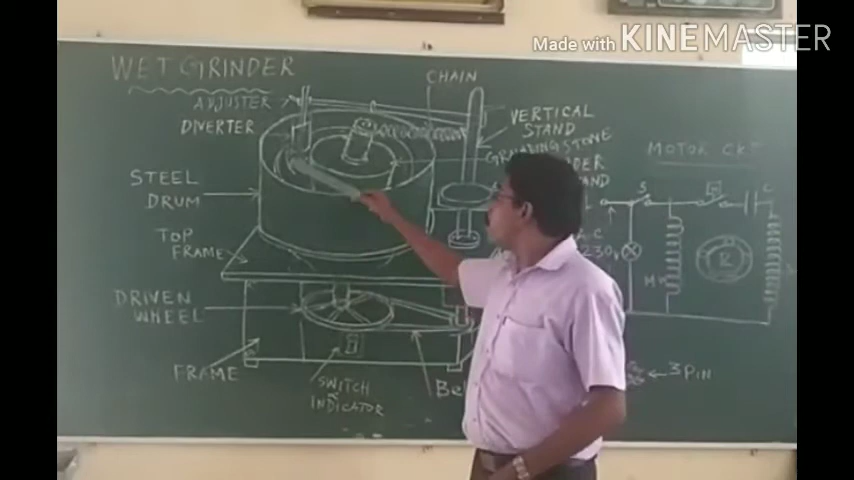 Made with KINEMASTER
WET GRINDER
CHAIN
ADJUSTER
DIVERTER
VERTICAL
STAND
GRINDING STONE
MOTOR CKT
STEEL
DRUM
S
C
TOP
FRAME
A.C
230V
R
DRIVEN
WHEEL
FRAME
SWITCH
INDICATOR
3 PIN